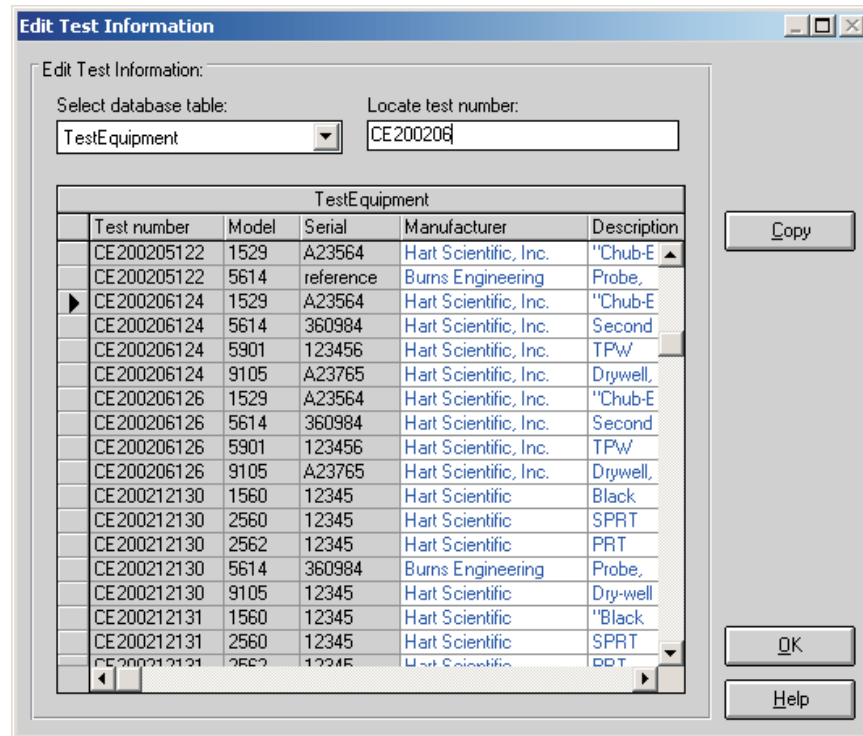 Edit Test Information
Edit Test Information:
Select database table: Locate test number:
TestEquipment CE200206
TestEquipment
Test number Model Serial Manufacturer Description
CE200205122 1529 A23564 Hart Scientific, Inc. "Chub-E
CE200205122 5614 reference Burns Engineering Probe,
CE200206124 1529 A23564 Hart Scientific, Inc. "Chub-E
CE200206124 5614 360984 Hart Scientific, Inc. Second
CE200206124 5901 123456 Hart Scientific, Inc. TPW
CE200206124 9105 A23765 Hart Scientific, Inc. Drywell,
CE200206126 1529 A23564 Hart Scientific, Inc. "Chub-E
CE200206126 5614 360984 Hart Scientific, Inc. Second
CE200206126 5901 123456 Hart Scientific, Inc. TPW
CE200206126 9105 A23765 Hart Scientific, Inc. Drywell,
CE200212130 1560 12345 Hart Scientific Black
CE200212130 2560 12345 Hart Scientific SPRT
CE200212130 2562 12345 Hart Scientific PRT
CE200212130 5614 360984 Burns Engineering Probe,
CE200212130 9105 12345 Hart Scientific Dry-well
CE200212131 1560 12345 Hart Scientific "Black
CE200212131 2560 12345 Hart Scientific SPRT
CE200212131 2562 12345 Hart Scientific PRT
Copy
OK
Help